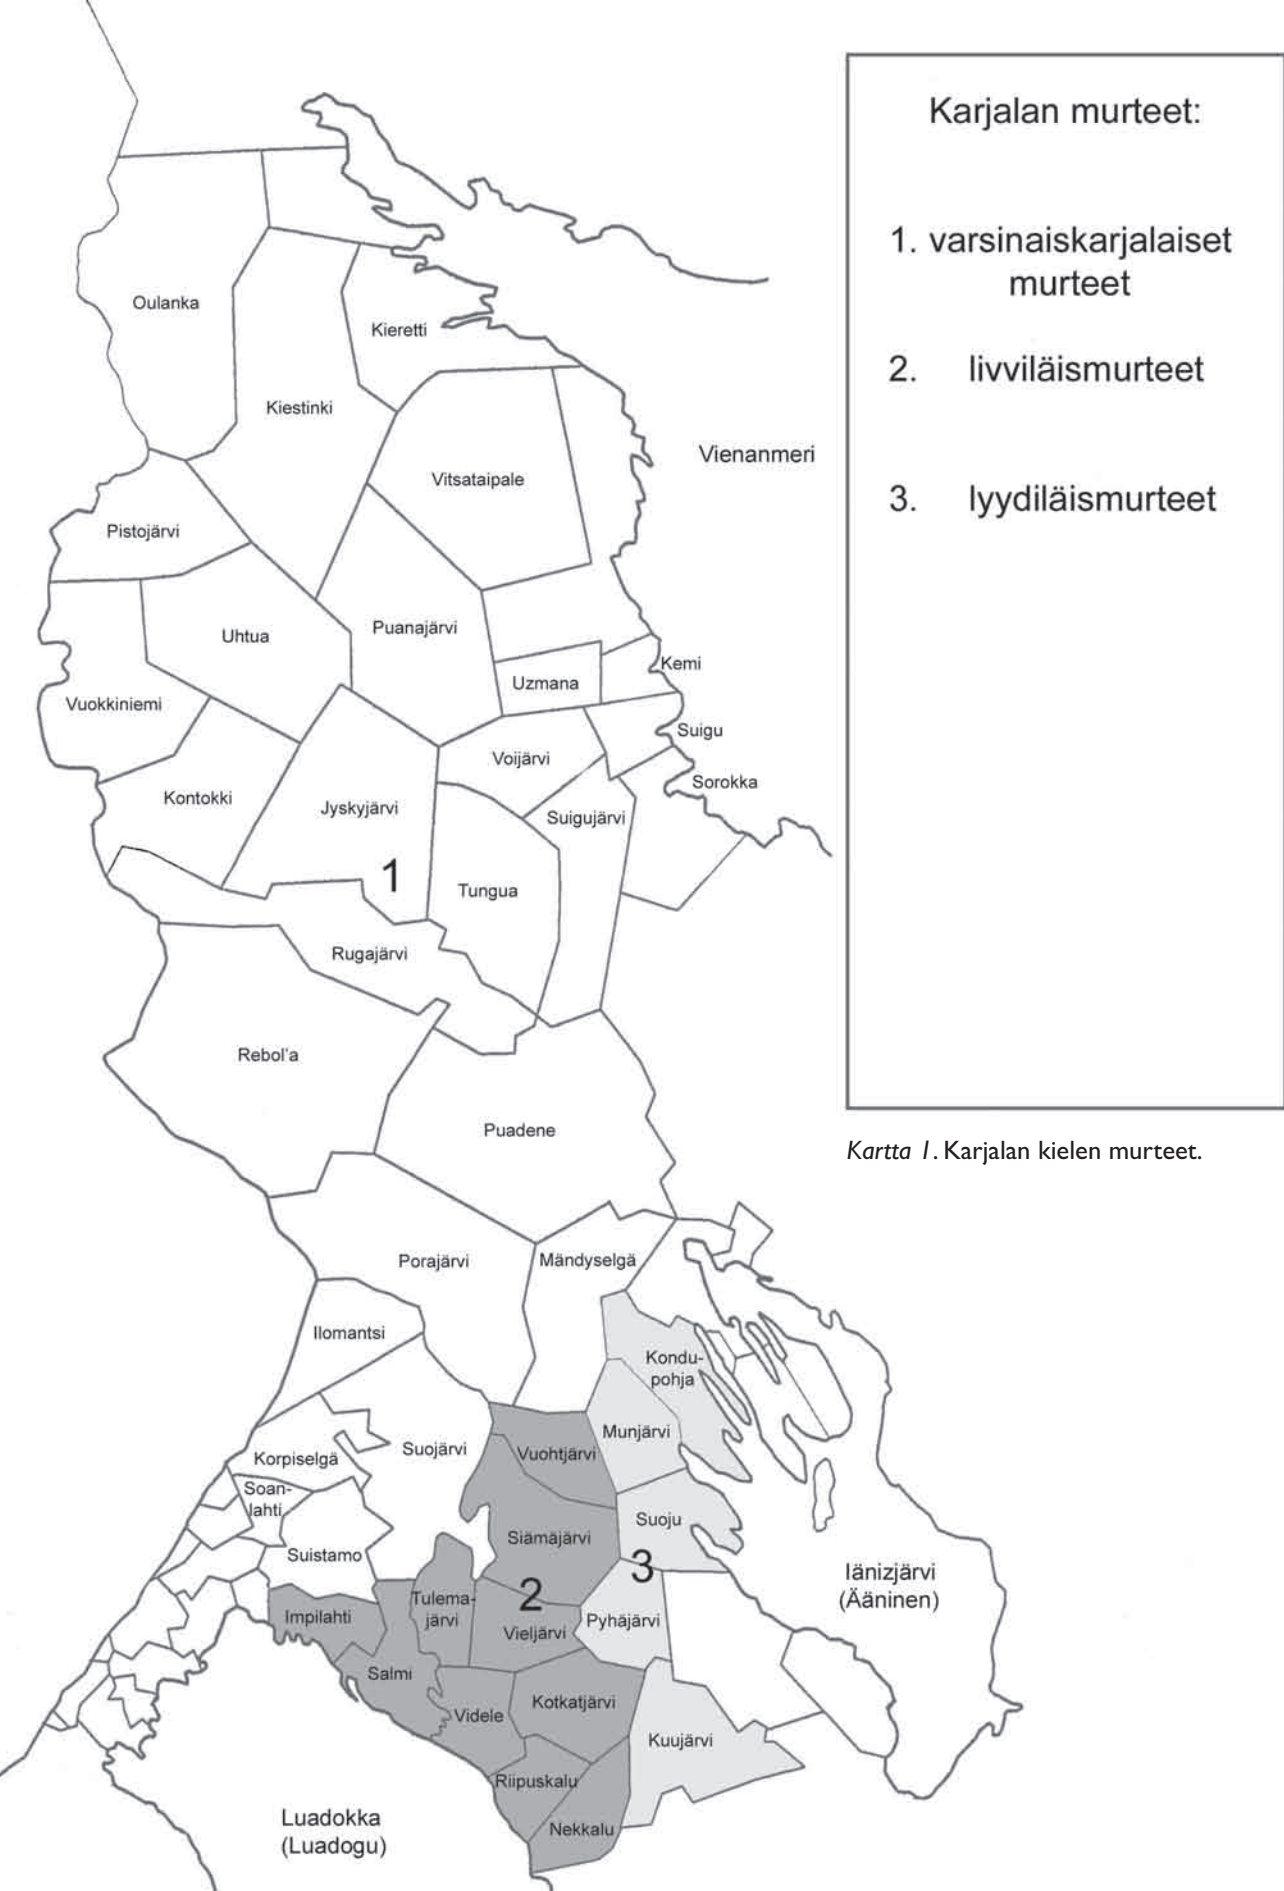 Karjalan murteet:
1. varsinaiskarjalaiset
murteet
2. livviläismurteet
3. lyydiläismurteet
Kartta 1. Karjalan kielen murteet.
Oulanka
Kieretti
Kiestinki
Vienanmeri
Vitsataipale
Pistojärvi
Puanajärvi
Uhtua
Kemi
Uzmana
Vuokkiniemi
Suigu
Voijärvi
Sorokka
Kontokki
Jyskyjärvi
Suigujärvi
1
Tungua
Rugajärvi
Rebol'a
Puadene
Porajärvi
Mändyselgä
Ilomantsi
Kondu-
pohja
Munjärvi
Suojärvi
Vuohtjärvi
Korpiselgä
Soan-
lahti
Suoju
Siämäjärvi
Suistamo
3
Iänizjärvi
(Ääninen)
2
Tulema-
järvi
Impilahti
Pyhäjärvi
Vieljärvi
Salmi
Kotkatjärvi
Videle
Kuujärvi
Riipuskalu
Luadokka
(Luadogu)
Nekkalu